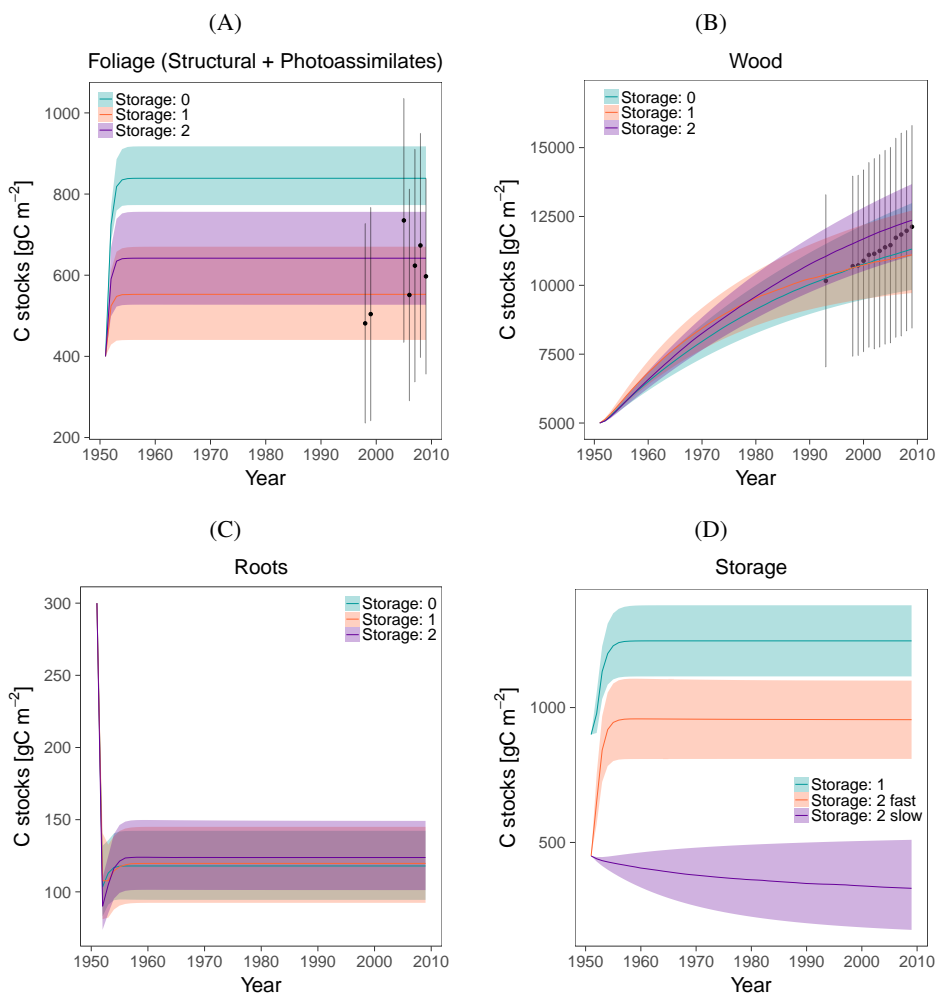 (A)
Foliage (Structural + Photoassimilates)
Storage: 0
Storage: 1
Storage: 2
1000
800
600
400
200
C stocks [gC m−2]
1950 1960 1970 1980 1990 2000 2010
Year
(B)
Wood
Storage: 0
Storage: 1
Storage: 2
15000
12500
10000
7500
5000
C stocks [gC m−2]
1950 1960 1970 1980 1990 2000 2010
Year
(C)
Roots
Storage: 0
Storage: 1
Storage: 2
300
250
200
150
100
C stocks [gC m−2]
1950 1960 1970 1980 1990 2000 2010
Year
(D)
Storage
1000
500
Storage: 1
Storage: 2 fast
Storage: 2 slow
C stocks [gC m−2]
1950 1960 1970 1980 1990 2000 2010
Year